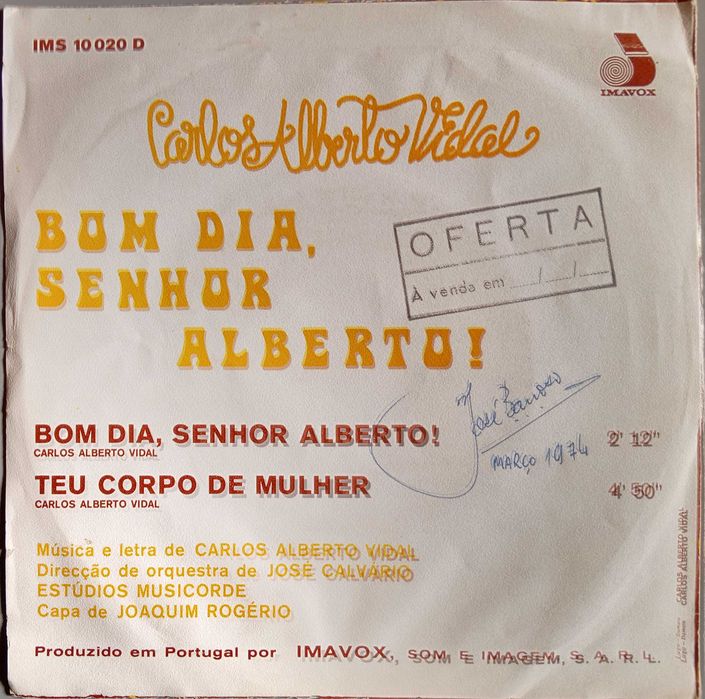 IMS 10 020 D
IMAVOX
Carlos Alberto Vidal
BOM DIA,
SENHOR
ALBERTO!
OFERTA
À venda em __/__/__
José
MARÇO 1974
BOM DIA, SENHOR ALBERTO! 2' 12"
CARLOS ALBERTO VIDAL
TEU CORPO DE MULHER 4' 50"
CARLOS ALBERTO VIDAL
Música e letra de CARLOS ALBERTO VIDAL
Direcção de orquestra de JOSÉ CALVÁRIO
ESTÚDIOS MUSICORDE
Capa de JOAQUIM ROGÉRIO
Produzido em Portugal por IMAVOX, SOM E IMAGEM, S. A. R. L.
CARLOS ALBERTO VIDAL